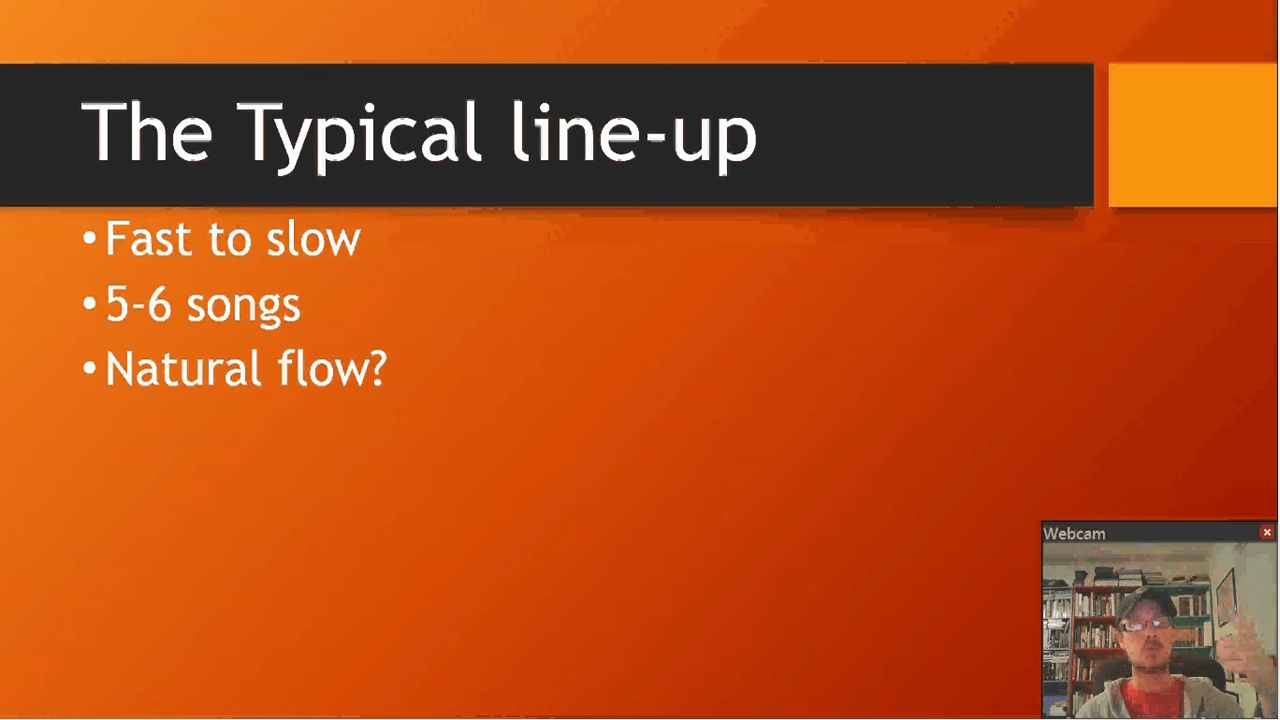 The Typical line-up
•Fast to slow
•5-6 songs
•Natural flow?
Webcam